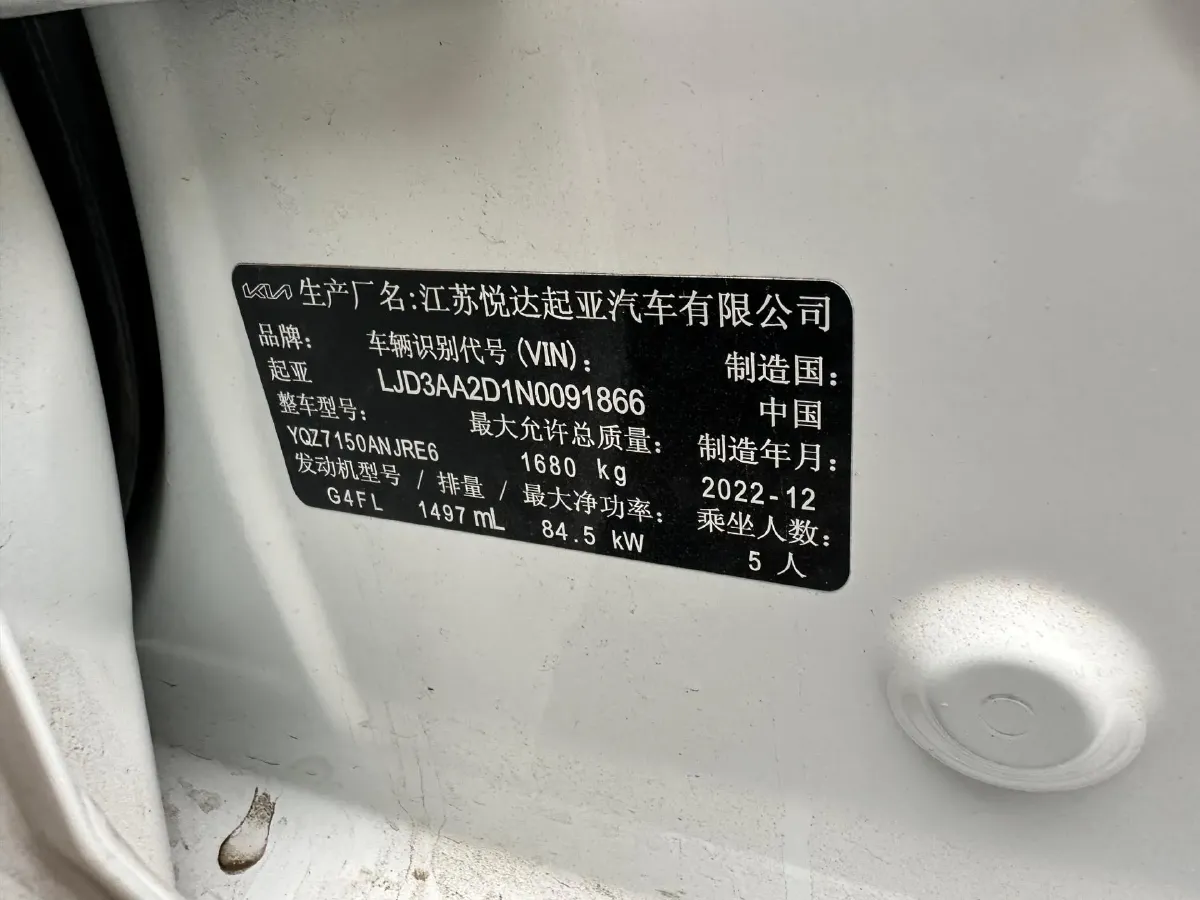 KIA 生产厂名:江苏悦达起亚汽车有限公司
品牌: 车辆识别代号(VIN): 制造国:
起亚 LJD3AA2D1N0091866 中国
整车型号: 最大允许总质量: 制造年月:
YQZ7150ANJRE6 1680 kg 2022-12
发动机型号 / 排量 / 最大净功率: 乘坐人数:
G4FL 1497 mL 84.5 kW 5 人